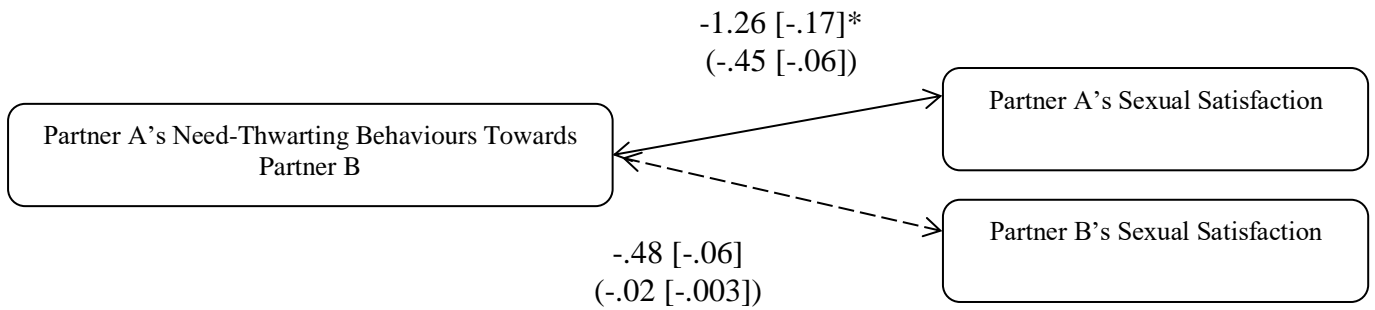 -1.26 [-.17]*
(-.45 [-.06])
Partner A’s Sexual Satisfaction
Partner A’s Need-Thwarting Behaviours Towards
Partner B
Partner B’s Sexual Satisfaction
-.48 [-.06]
(-.02 [-.003])